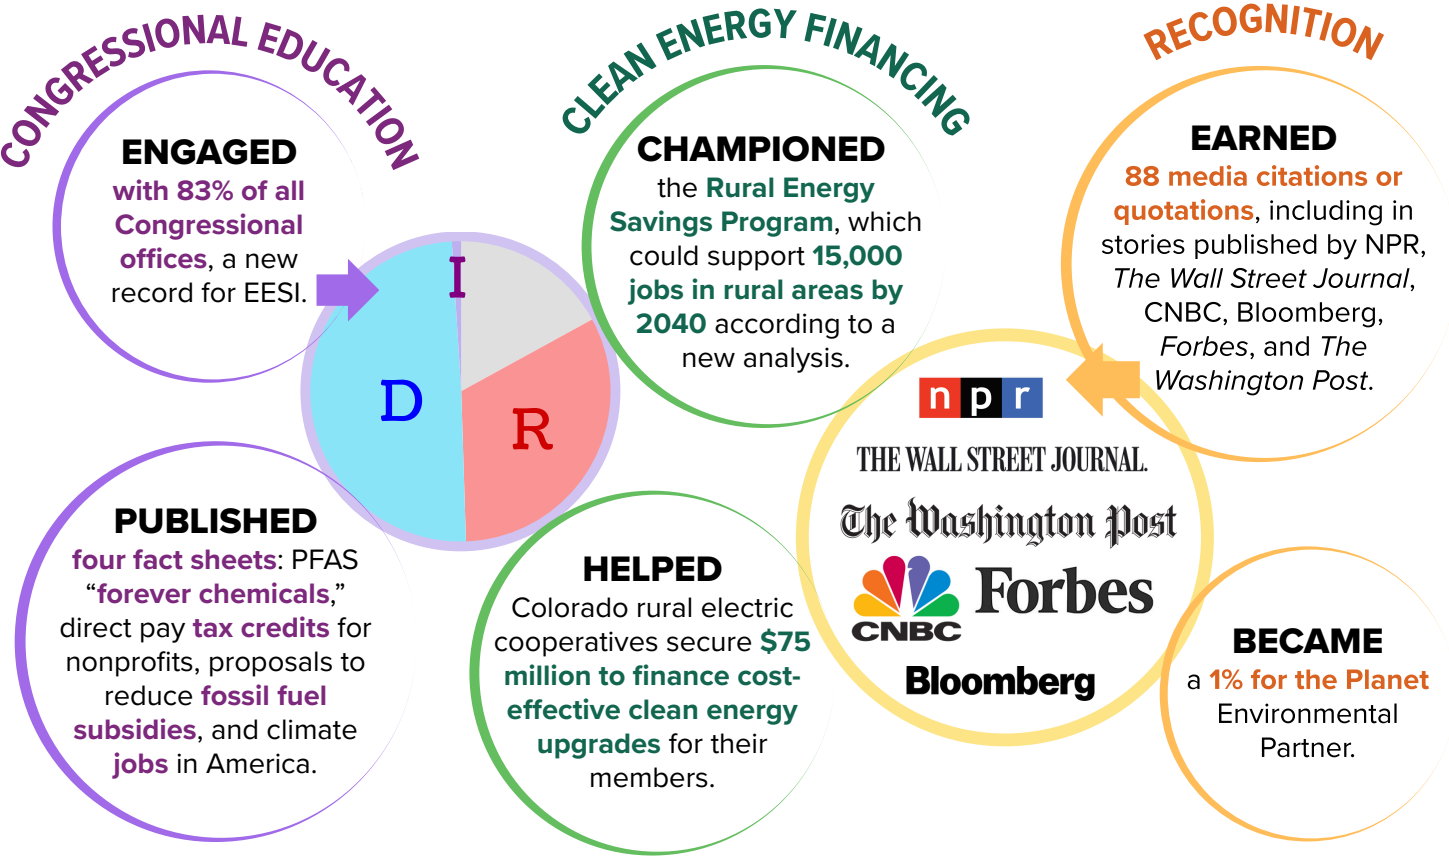 CONGRESSIONAL EDUCATION
ENGAGED
with 83% of all
Congressional
offices, a new
record for EESI.
I
D
R
PUBLISHED
four fact sheets: PFAS
“forever chemicals,”
direct pay tax credits for
nonprofits, proposals to
reduce fossil fuel
subsidies, and climate
jobs in America.
CLEAN ENERGY FINANCING
CHAMPIONED
the Rural Energy
Savings Program, which
could support 15,000
jobs in rural areas by
2040 according to a
new analysis.
HELPED
Colorado rural electric
cooperatives secure $75
million to finance cost-
effective clean energy
upgrades for their
members.
RECOGNITION
EARNED
88 media citations or
quotations, including in
stories published by NPR,
The Wall Street Journal,
CNBC, Bloomberg,
Forbes, and The
Washington Post.
npr
THE WALL STREET JOURNAL.
The Washington Post
CNBC
Forbes
Bloomberg
BECAME
a 1% for the Planet
Environmental
Partner.